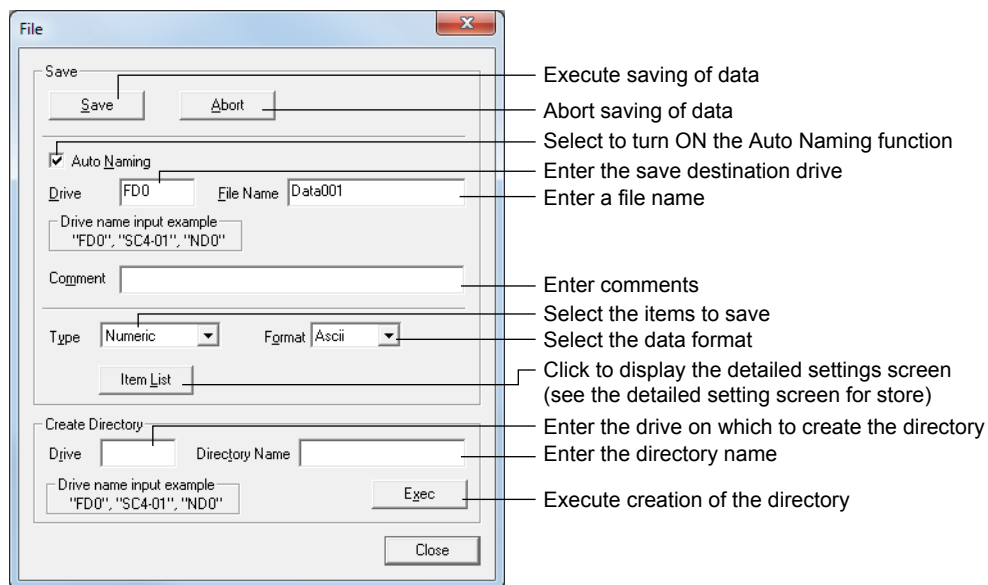 File
Save
Save Abort
Execute saving of data
Abort saving of data
Auto Naming
Select to turn ON the Auto Naming function
Drive FD0 File Name Data001
Enter the save destination drive
Enter a file name
Drive name input example
"FD0", "SC4-01", "ND0"
Comment
Enter comments
Type Numeric Format Ascii
Select the items to save
Select the data format
Item List
Click to display the detailed settings screen
(see the detailed setting screen for store)
Create Directory
Drive Directory Name
Enter the drive on which to create the directory
Enter the directory name
Drive name input example
"FD0", "SC4-01", "ND0"
Exec
Execute creation of the directory
Close